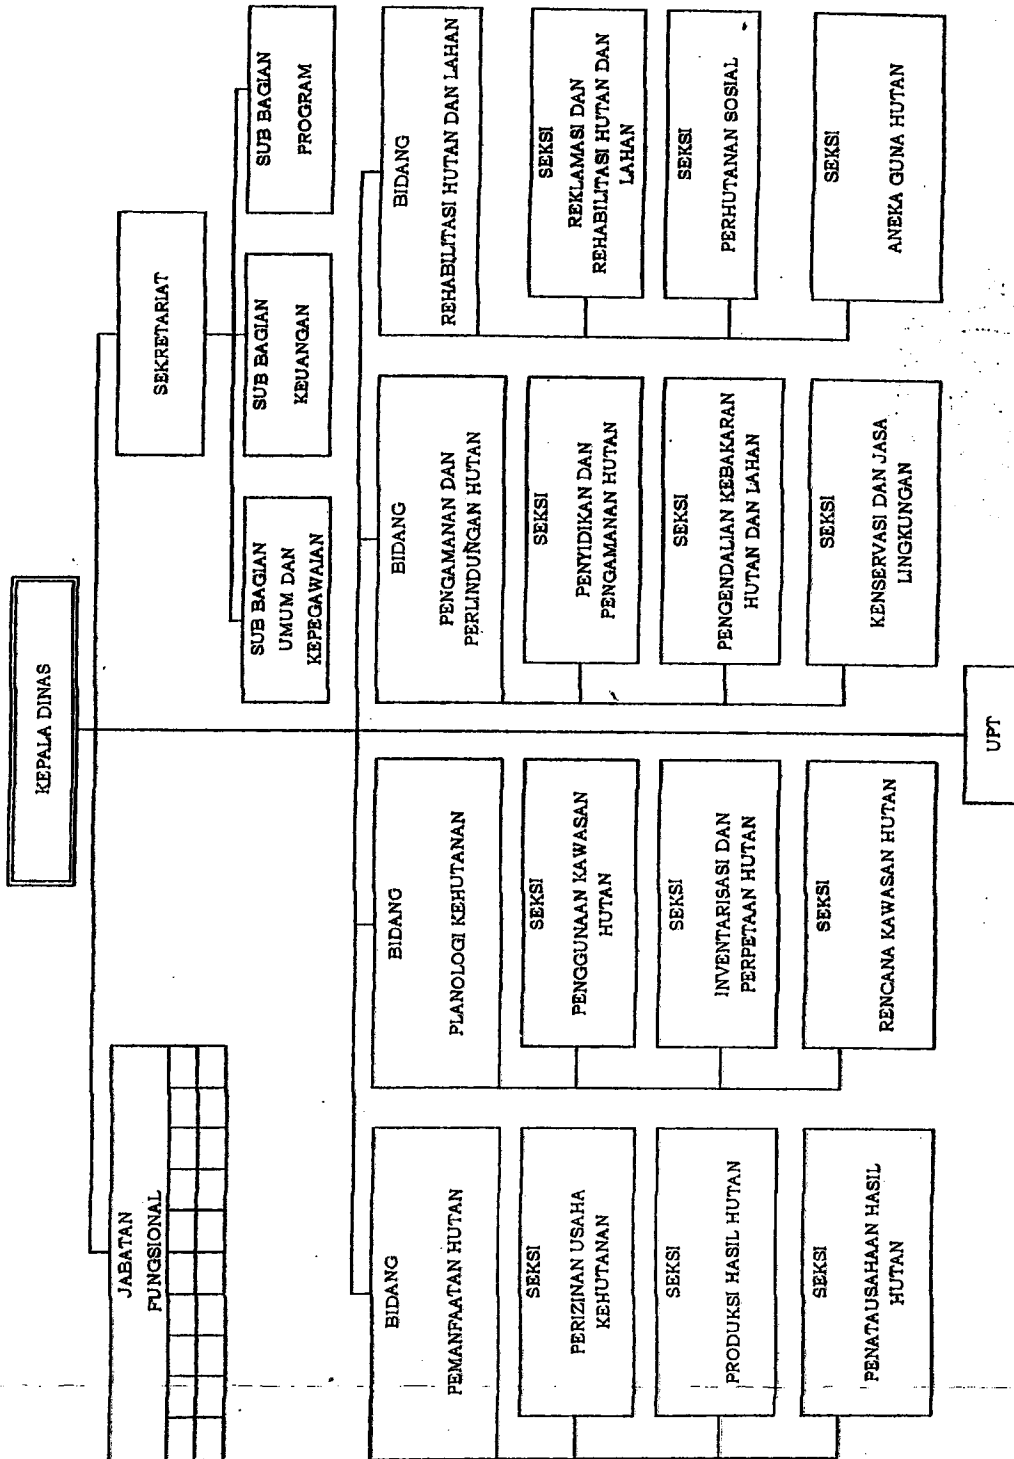 KEPALA DINAS
JABATAN
FUNGSIONAL
SEKRETARIAT
SUB BAGIAN
UMUM DAN
KEPEGAWAIAN
SUB BAGIAN
KEUANGAN
SUB BAGIAN
PROGRAM
BIDANG
PEMANFAATAN HUTAN
SEKSI
PERIZINAN USAHA
KEHUTANAN
SEKSI
PRODUKSI HASIL HUTAN
SEKSI
PENATAUSAHAAN HASIL
HUTAN
BIDANG
PLANOLOGI KEHUTANAN
SEKSI
PENGGUNAAN KAWASAN
HUTAN
SEKSI
INVENTARISASI DAN
PERPETAAN HUTAN
SEKSI
RENCANA KAWASAN HUTAN
BIDANG
PENGAMANAN DAN
PERLINDUNGAN HUTAN
SEKSI
PENYIDIKAN DAN
PENGAMANAN HUTAN
SEKSI
PENGENDALIAN KEBAKARAN
HUTAN DAN LAHAN
SEKSI
KENSERVASI DAN JASA
LINGKUNGAN
BIDANG
REHABILITASI HUTAN DAN LAHAN
SEKSI
REKLAMASI DAN
REHABILITASI HUTAN DAN
LAHAN
SEKSI
PERHUTANAN SOSIAL
SEKSI
ANEKA GUNA HUTAN
UPT